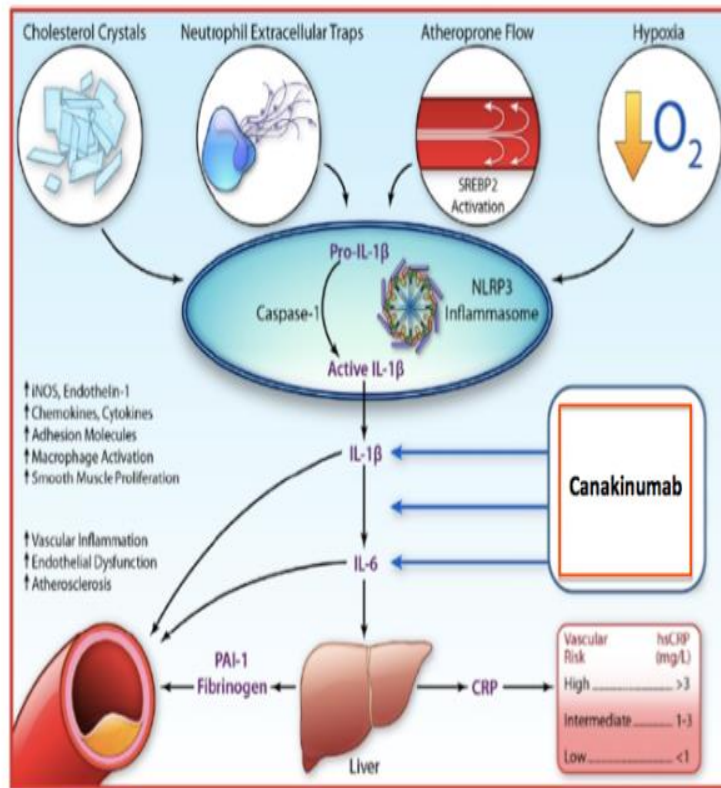 Cholesterol Crystals
Neutrophil Extracellular Traps
Atheroprone Flow
Hypoxia
O2
SREBP2
Activation
Pro-IL-1β
Caspase-1
NLRP3
Inflammasome
Active IL-1β
↑iNOS, Endothelin-1
↑Chemokines, Cytokines
↑Adhesion Molecules
↑Macrophage Activation
↑Smooth Muscle Proliferation
IL-1β
Canakinumab
↑Vascular Inflammation
↑Endothelial Dysfunction
↑Atherosclerosis
IL-6
PAI-1
Fibrinogen
Liver
CRP
Vascular hsCRP
Risk (mg/L)
High ............ >3
Intermediate ....... 1-3
Low ............ <1